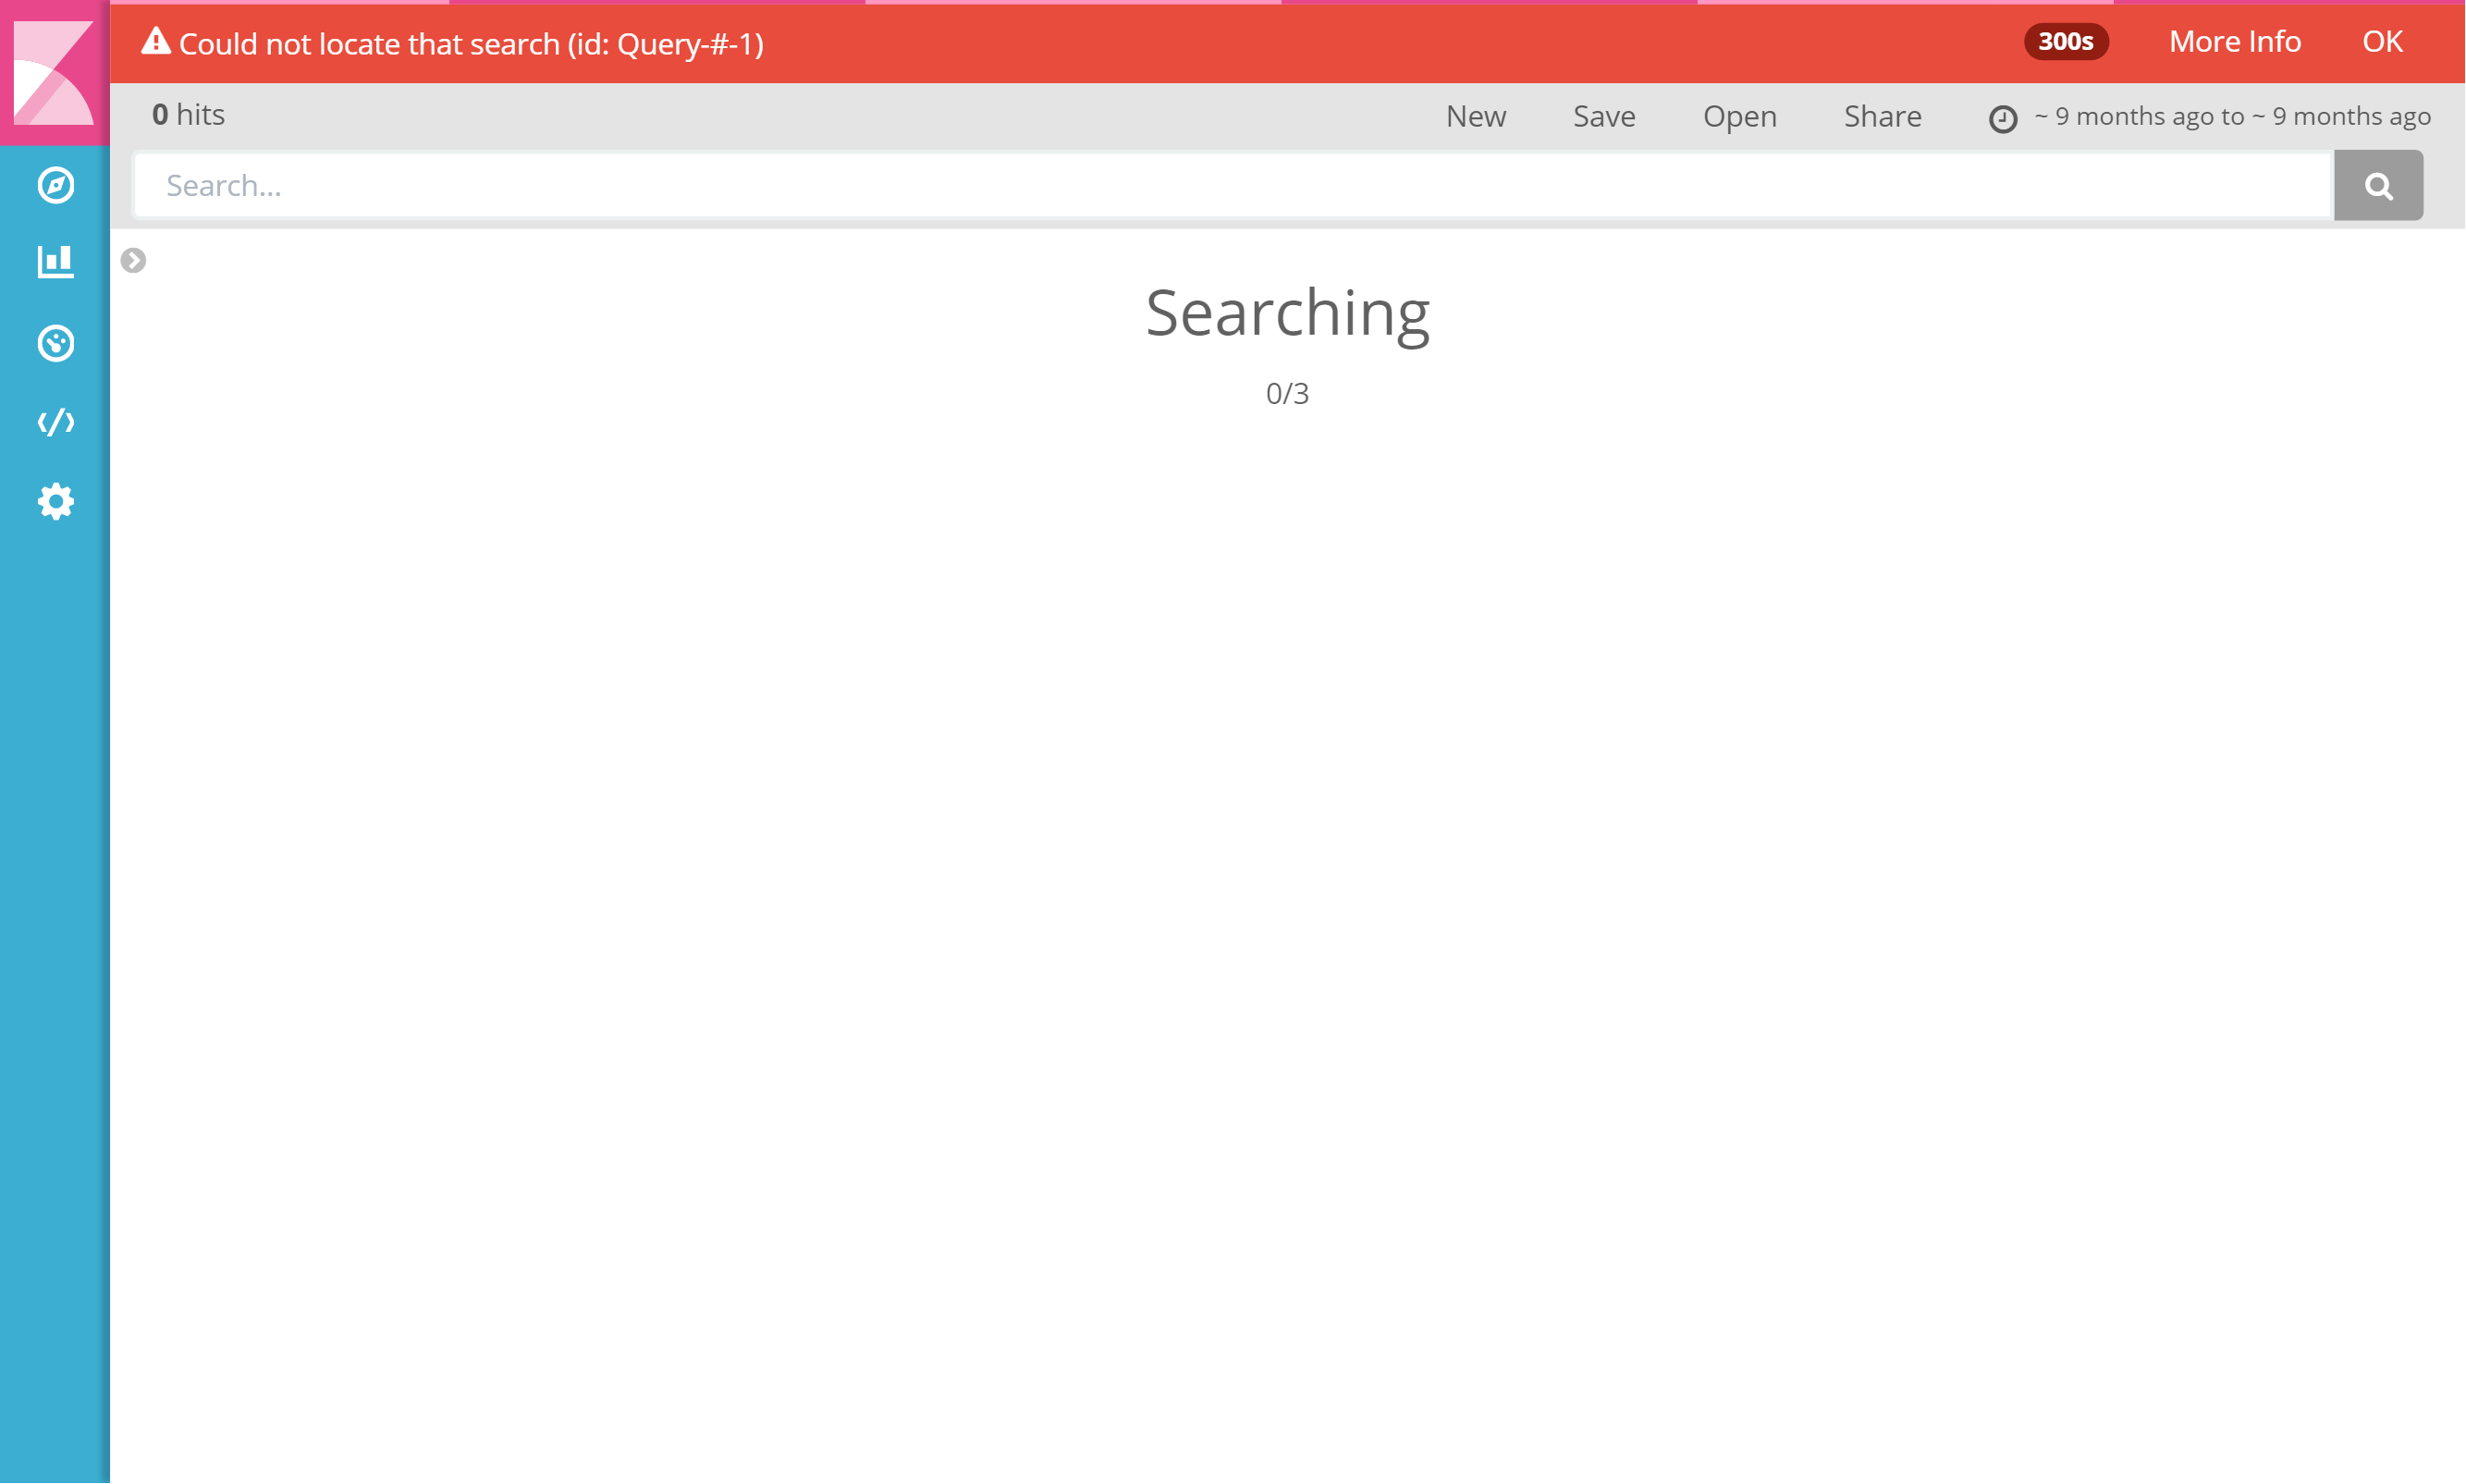 Could not locate that search (id: Query-#-1) 300s More Info OK
0 hits New Save Open Share ~ 9 months ago to ~ 9 months ago
Search...
Searching
0/3